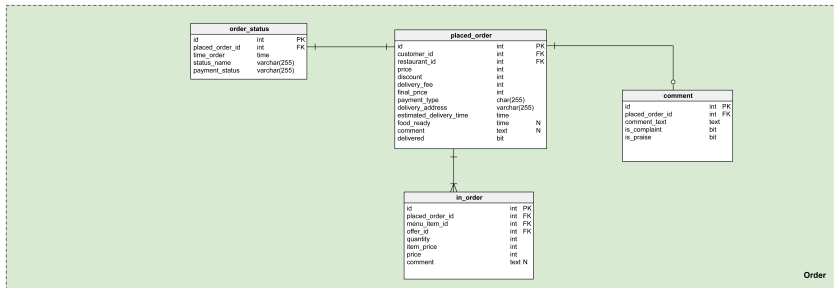 order_status
id int PK
placed_order_id int FK
time_order time
status_name varchar(255)
payment_status varchar(255)
placed_order
id int PK
customer_id int FK
restaurant_id int FK
price int
discount int
delivery_fee int
final_price int
payment_type char(255)
delivery_address varchar(255)
estimated_delivery_time time
food_ready time N
comment text N
delivered bit
comment
id int PK
placed_order_id int FK
comment_text text
is_complaint bit
is_praise bit
in_order
id int PK
placed_order_id int FK
menu_item_id int FK
offer_id int FK
quantity int
item_price int
price int
comment text N
Order